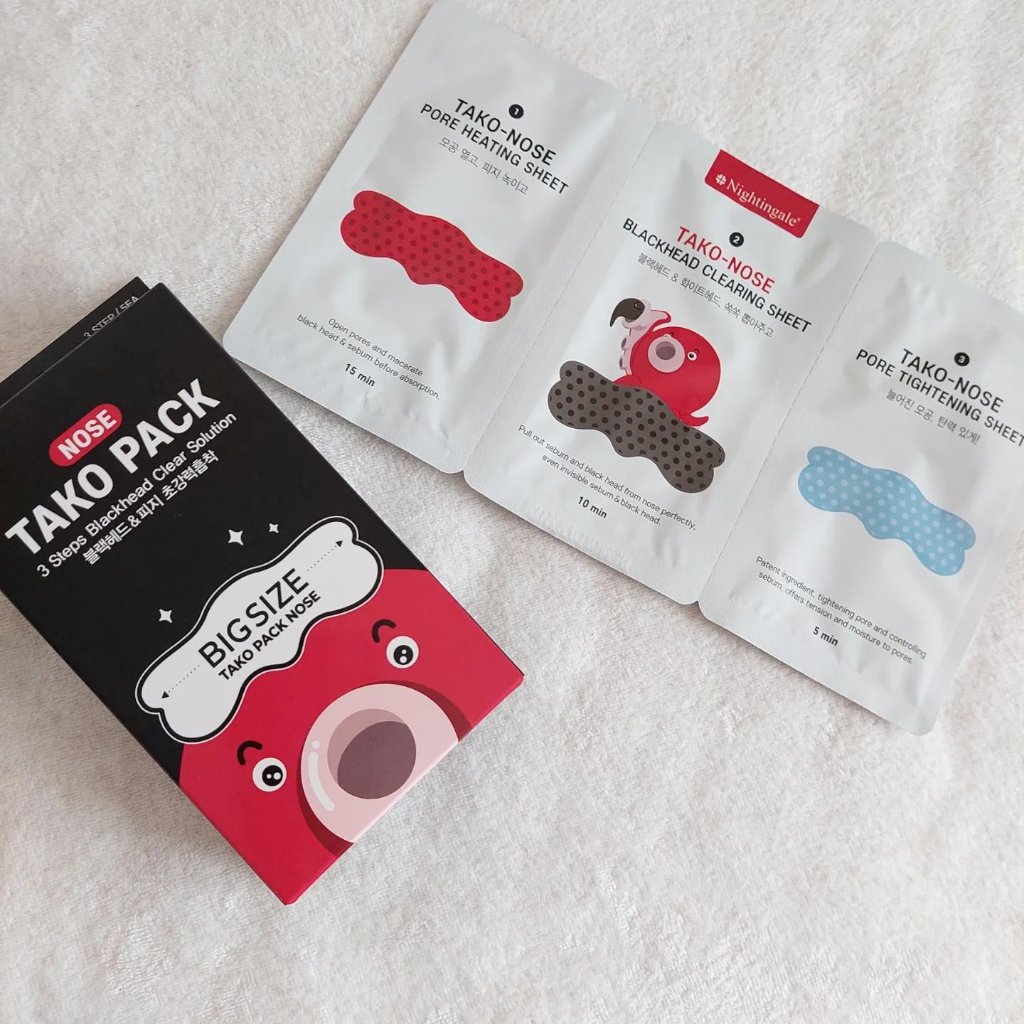 3 STEP / 5EA
NOSE
TAKO PACK
3 Steps Blackhead Clear Solution
블랙헤드&피지 초강력흡착
BIGSIZE
TAKO PACK NOSE
1
TAKO-NOSE
PORE HEATING SHEET
모공 열고, 피지 녹이고
Open pores and macerate
black head & sebum before absorption.
15 min
Nightingale®
2
TAKO-NOSE
BLACKHEAD CLEARING SHEET
블랙헤드 & 화이트헤드, 쏙쏙 뽑아주고
Pull out sebum and black head from nose perfectly,
even invisible sebum & black head.
10 min
3
TAKO-NOSE
PORE TIGHTENING SHEET
늘어진 모공, 탄력 있게!
Patent ingredient, tightening pore and controlling
sebum, offers tension and moisture to pores.
5 min